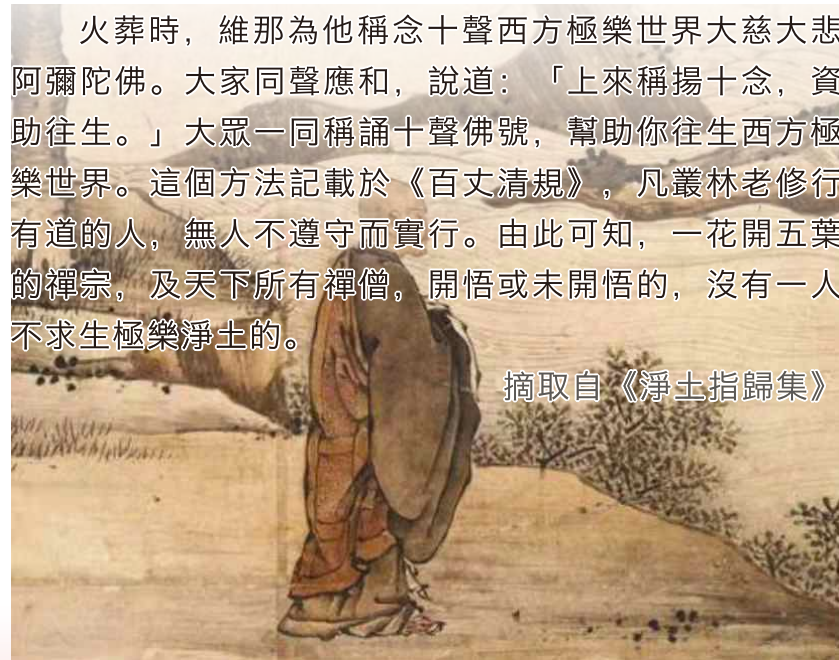 火葬時，維那為他稱念十聲西方極樂世界大慈大悲
阿彌陀佛。大家同聲應和，說道：「上來稱揚十念，資
助往生。」大眾一同稱誦十聲佛號，幫助你往生西方極
樂世界。這個方法記載於《百丈清規》，凡叢林老修行
有道的人，無人不遵守而實行。由此可知，一花開五葉
的禪宗，及天下所有禪僧，開悟或未開悟的，沒有一人
不求生極樂淨土的。
摘取自《淨土指歸集》